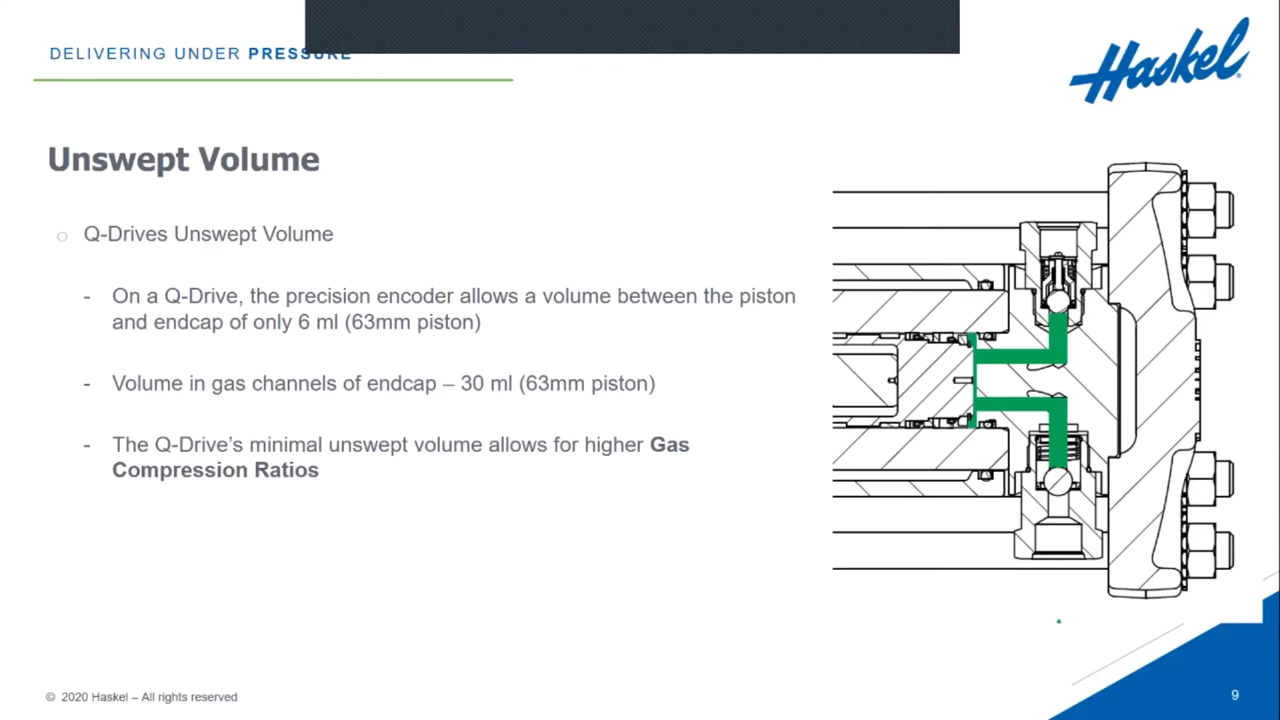 DELIVERING UNDER PRESSURE
Haskel
Unswept Volume
Q-Drives Unswept Volume
- On a Q-Drive, the precision encoder allows a volume between the piston
and endcap of only 6 ml (63mm piston)
- Volume in gas channels of endcap – 30 ml (63mm piston)
- The Q-Drive’s minimal unswept volume allows for higher Gas
Compression Ratios
© 2020 Haskel – All rights reserved
9